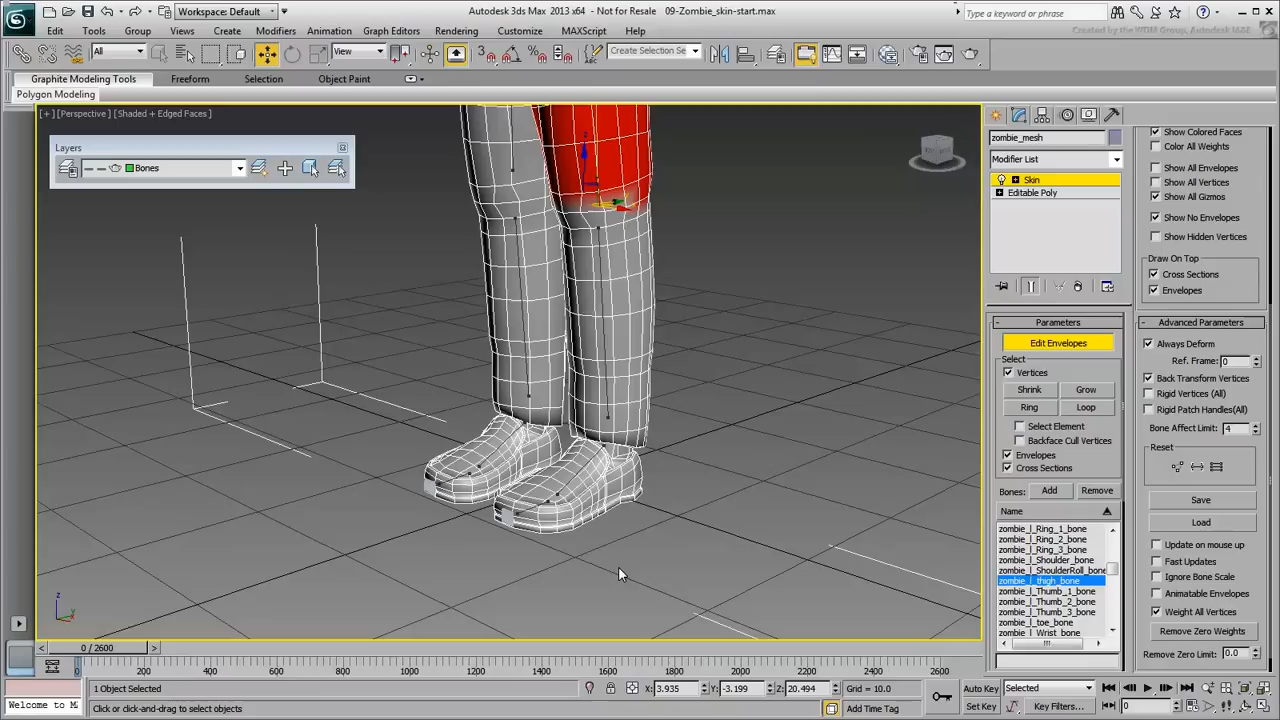 Workspace: Default
Autodesk 3ds Max 2013 x64 - Not for Resale 09-Zombie_skin-start.max
Type a keyword or phrase
Edit Tools Group Views Create Modifiers Animation Graph Editors Rendering Customize MAXScript Help
Created by the WDM Group, Autodesk M&E
All
View
Create Selection Se
Graphite Modeling Tools Freeform Selection Object Paint
Polygon Modeling
[ + ] [Perspective ] [Shaded + Edged Faces ]
Layers
Bones
zombie_mesh
Modifier List
Skin
Editable Poly
Parameters
Edit Envelopes
Select
Vertices
Shrink Grow
Ring Loop
Select Element
Backface Cull Vertices
Envelopes
Cross Sections
Bones: Add Remove
Name
zombie_l_Ring_1_bone
zombie_l_Ring_2_bone
zombie_l_Ring_3_bone
zombie_l_Shoulder_bone
zombie_l_ShoulderRoll_bone
zombie_l_thigh_bone
zombie_l_Thumb_1_bone
zombie_l_Thumb_2_bone
zombie_l_Thumb_3_bone
zombie_l_toe_bone
zombie_l_Wrist_bone
Show Colored Faces
Color All Weights
Show All Envelopes
Show All Vertices
Show All Gizmos
Show No Envelopes
Show Hidden Vertices
Draw On Top
Cross Sections
Envelopes
Advanced Parameters
Always Deform
Ref. Frame: 0
Back Transform Vertices
Rigid Vertices (All)
Rigid Patch Handles(All)
Bone Affect Limit: 4
Reset
Save
Load
Update on mouse up
Fast Updates
Ignore Bone Scale
Animatable Envelopes
Weight All Vertices
Remove Zero Weights
Remove Zero Limit: 0.0
z
0 / 2600
0 200 400 600 800 1000 1200 1400 1600 1800 2000 2200 2400 2600
1 Object Selected X: 3.935 Y: -3.199 Z: 20.494 Grid = 10.0 Auto Key Selected
Welcome to M Click or click-and-drag to select objects Add Time Tag Set Key Key Filters... 0